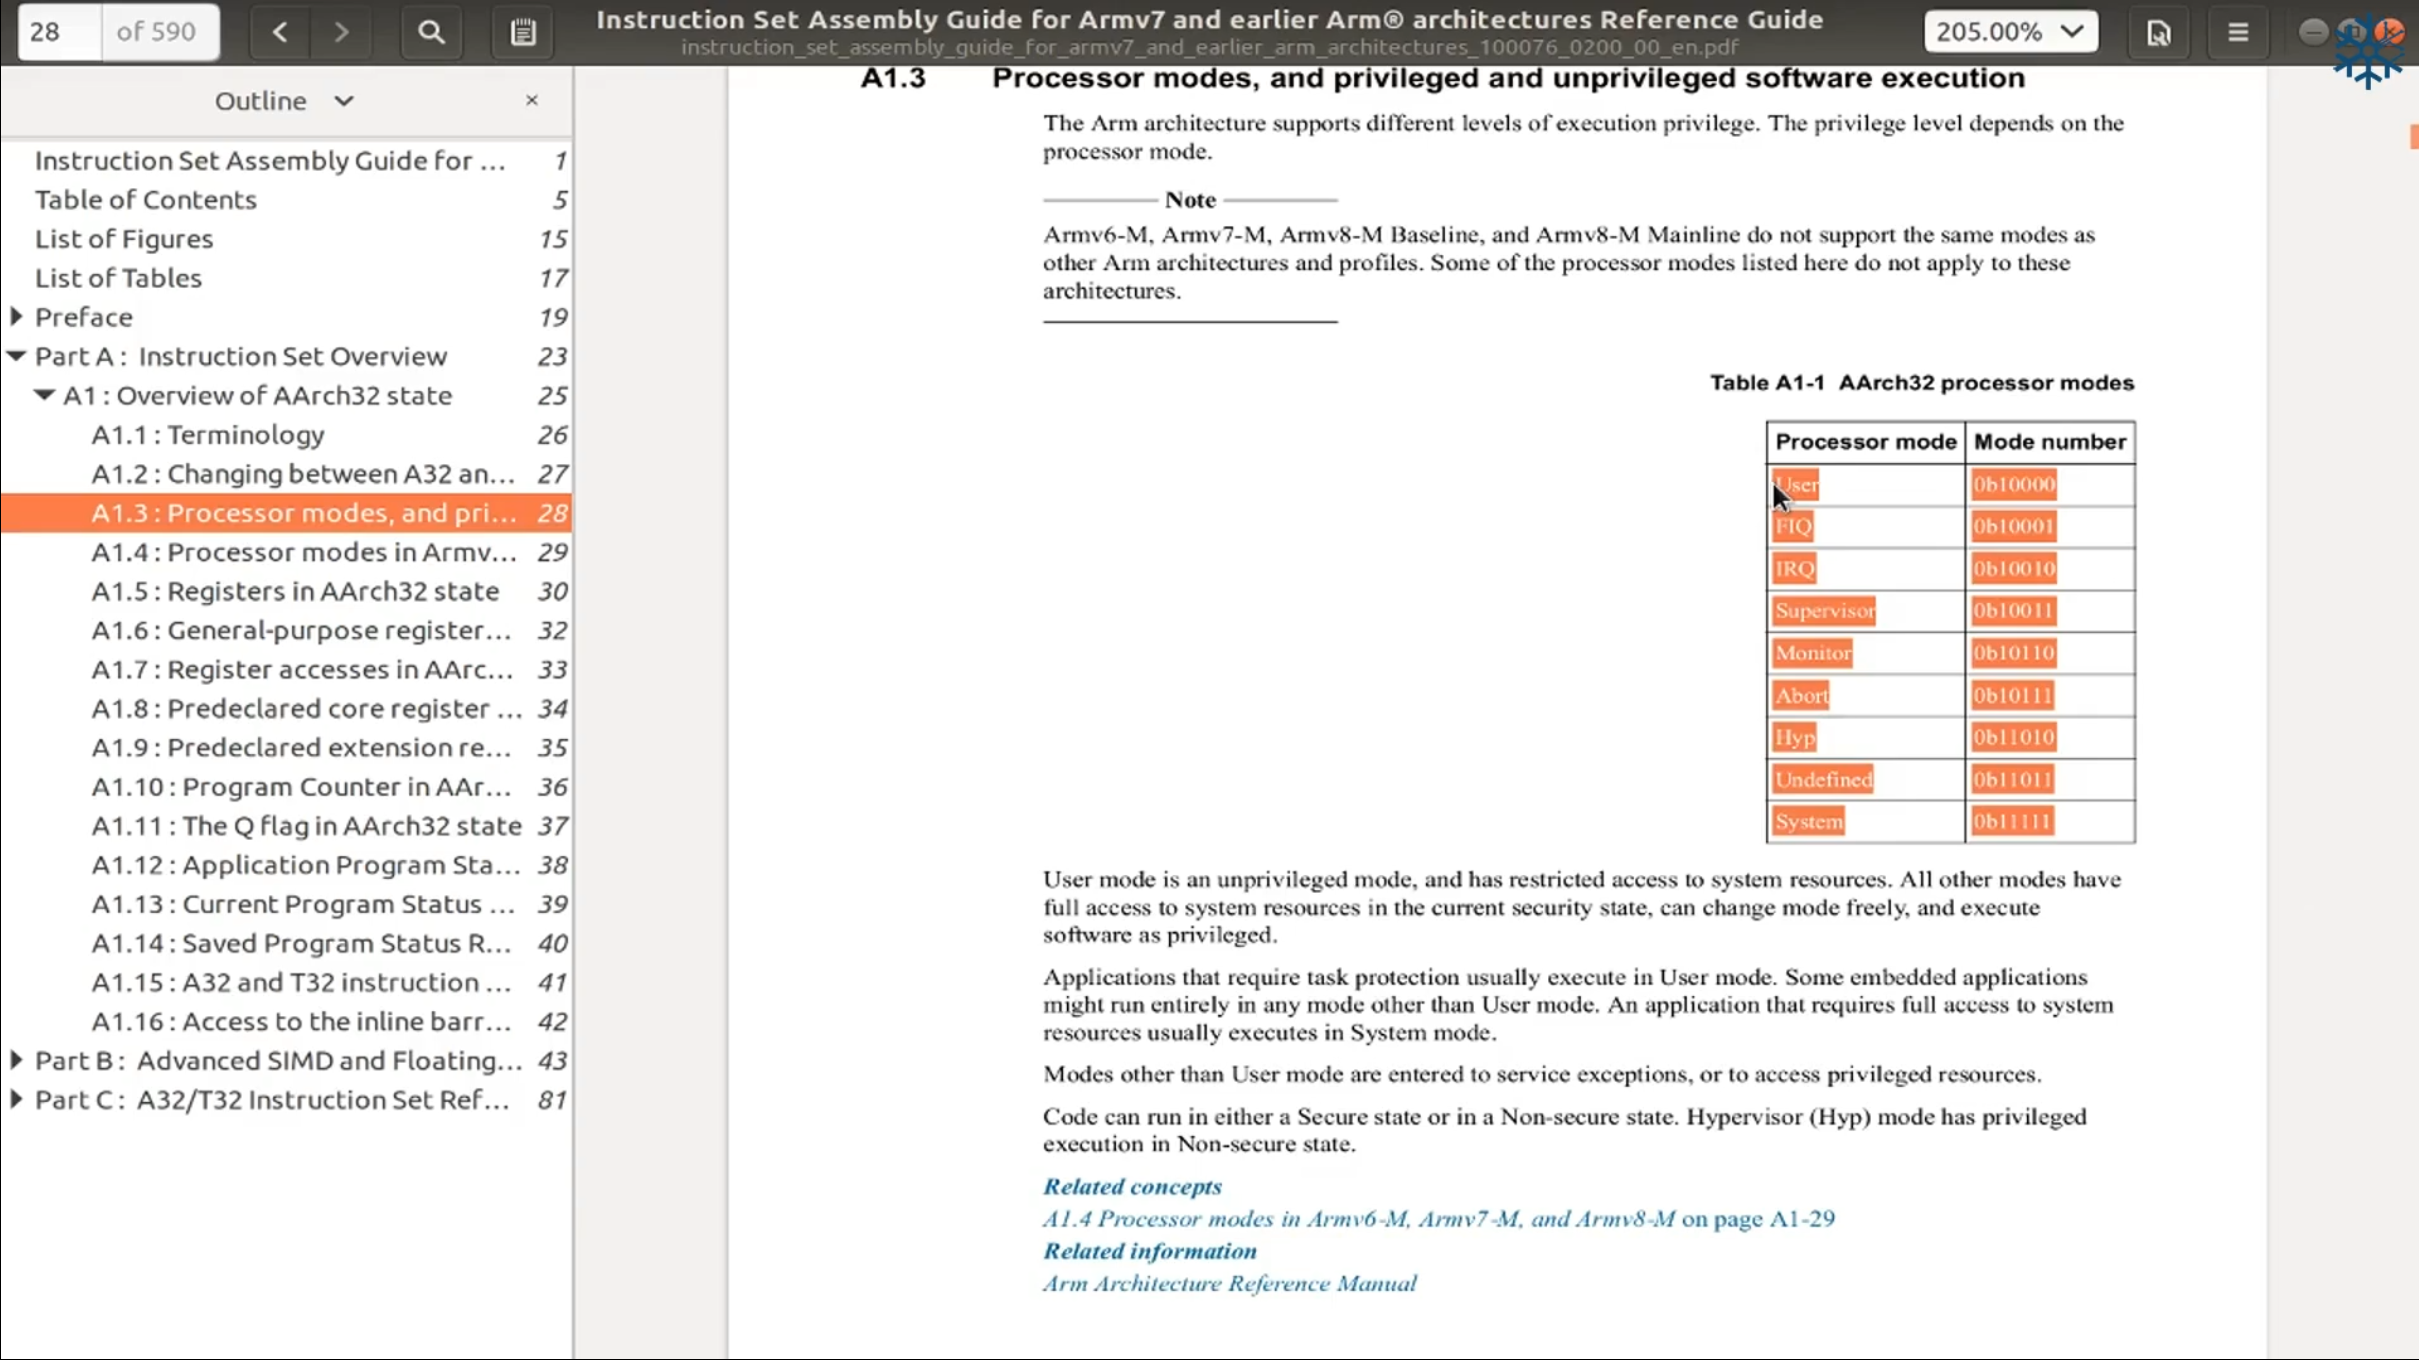 28
of 590
Instruction Set Assembly Guide for Armv7 and earlier Arm® architectures Reference Guide
instruction_set_assembly_guide_for_armv7_and_earlier_arm_architectures_100076_0200_00_en.pdf
205.00%
Outline
Instruction Set Assembly Guide for ... 1
Table of Contents 5
List of Figures 15
List of Tables 17
Preface 19
Part A : Instruction Set Overview 23
A1 : Overview of AArch32 state 25
A1.1 : Terminology 26
A1.2 : Changing between A32 an... 27
A1.3 : Processor modes, and pri... 28
A1.4 : Processor modes in Armv... 29
A1.5 : Registers in AArch32 state 30
A1.6 : General-purpose register... 32
A1.7 : Register accesses in AArc... 33
A1.8 : Predeclared core register ... 34
A1.9 : Predeclared extension re... 35
A1.10 : Program Counter in AAr... 36
A1.11 : The Q flag in AArch32 state 37
A1.12 : Application Program Sta... 38
A1.13 : Current Program Status ... 39
A1.14 : Saved Program Status R... 40
A1.15 : A32 and T32 instruction ... 41
A1.16 : Access to the inline barr... 42
Part B : Advanced SIMD and Floating... 43
Part C : A32/T32 Instruction Set Ref... 81
A1.3 Processor modes, and privileged and unprivileged software execution
The Arm architecture supports different levels of execution privilege. The privilege level depends on the
processor mode.
Note
Armv6-M, Armv7-M, Armv8-M Baseline, and Armv8-M Mainline do not support the same modes as
other Arm architectures and profiles. Some of the processor modes listed here do not apply to these
architectures.
Table A1-1 AArch32 processor modes
Processor mode Mode number
User 0b10000
FIQ 0b10001
IRQ 0b10010
Supervisor 0b10011
Monitor 0b10110
Abort 0b10111
Hyp 0b11010
Undefined 0b11011
System 0b11111
User mode is an unprivileged mode, and has restricted access to system resources. All other modes have
full access to system resources in the current security state, can change mode freely, and execute
software as privileged.
Applications that require task protection usually execute in User mode. Some embedded applications
might run entirely in any mode other than User mode. An application that requires full access to system
resources usually executes in System mode.
Modes other than User mode are entered to service exceptions, or to access privileged resources.
Code can run in either a Secure state or in a Non-secure state. Hypervisor (Hyp) mode has privileged
execution in Non-secure state.
Related concepts
A1.4 Processor modes in Armv6-M, Armv7-M, and Armv8-M on page A1-29
Related information
Arm Architecture Reference Manual